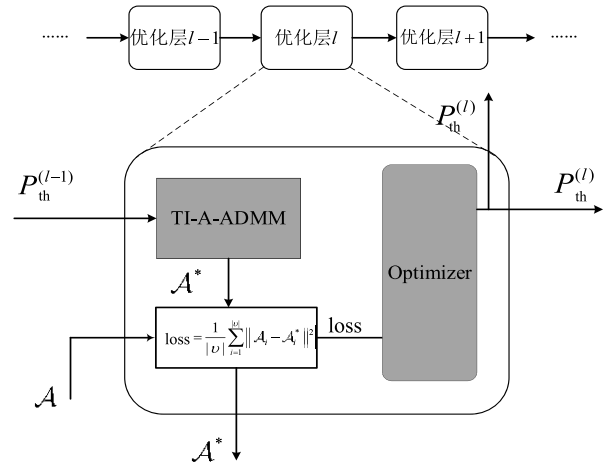 ...... 优化层l−1 优化层l 优化层l+1 ......
P_th^(l)
P_th^(l−1) P_th^(l)
TI-A-ADMM
Optimizer
𝒜*
loss = 1/|υ| ∑_{i=1}^{|υ|} ‖𝒜_i − 𝒜_i*‖² loss
𝒜
𝒜*